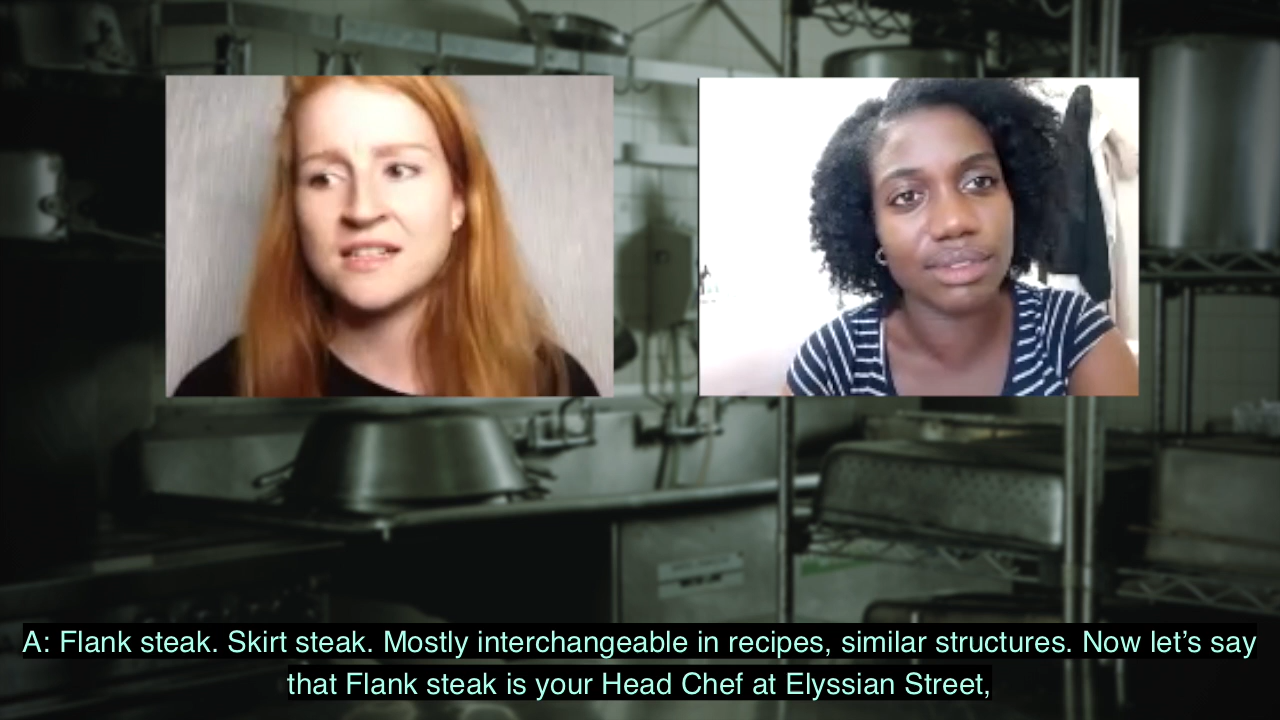 A: Flank steak. Skirt steak. Mostly interchangeable in recipes, similar structures. Now let’s say
that Flank steak is your Head Chef at Elyssian Street,